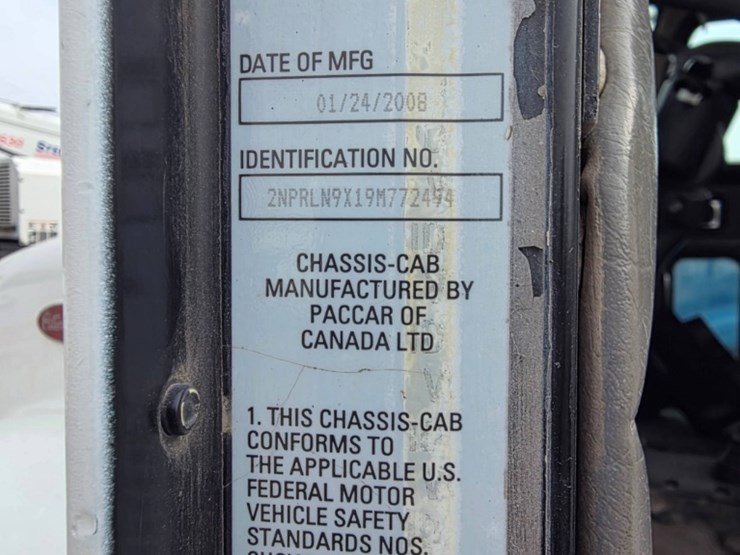 DATE OF MFG
01/24/2008
IDENTIFICATION NO.
2NPRLN9X19M772494
CHASSIS-CAB
MANUFACTURED BY
PACCAR OF
CANADA LTD
1. THIS CHASSIS-CAB
CONFORMS TO
THE APPLICABLE U.S.
FEDERAL MOTOR
VEHICLE SAFETY
STANDARDS NOS.